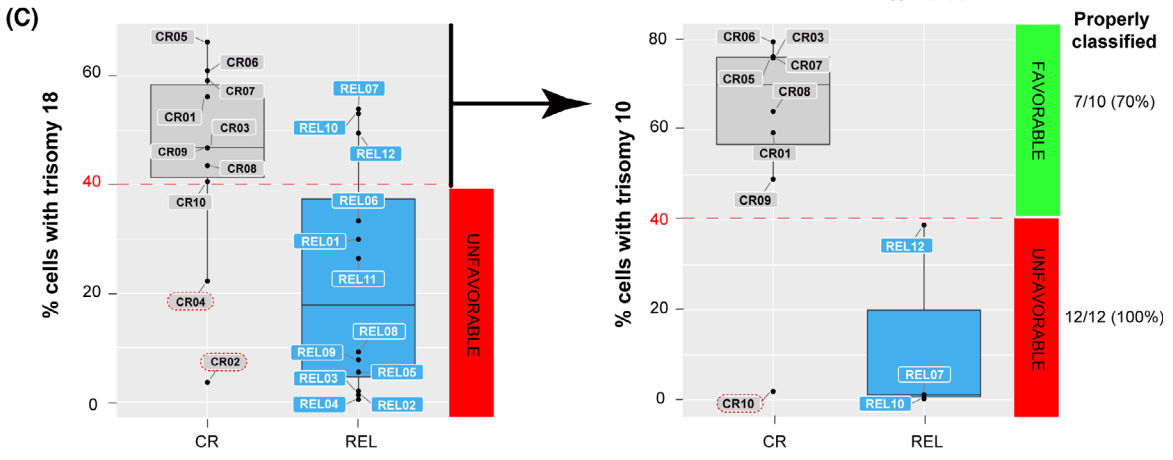 (C)
% cells with trisomy 18
60
40
20
0
CR05
CR06
CR07
CR01
CR03
CR09
CR08
CR10
CR04
CR02
REL07
REL10
REL12
REL06
REL01
REL11
REL08
REL09
REL05
REL03
REL04
REL02
CR
REL
UNFAVORABLE
% cells with trisomy 10
80
60
40
20
0
CR06
CR03
CR07
CR05
CR08
CR01
CR09
REL12
REL07
CR10
REL10
CR
REL
FAVORABLE
UNFAVORABLE
Properly
classified
7/10 (70%)
12/12 (100%)